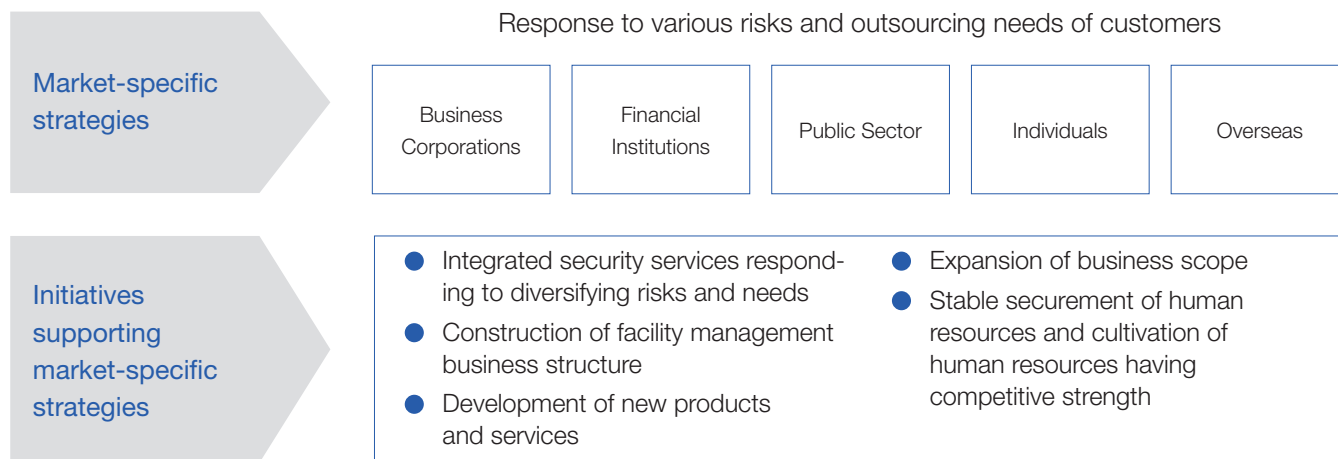 Market-specific
strategies
Response to various risks and outsourcing needs of customers
Business
Corporations
Financial
Institutions
Public Sector
Individuals
Overseas
Initiatives
supporting
market-specific
strategies
● Integrated security services respond-
ing to diversifying risks and needs
● Construction of facility management
business structure
● Development of new products
and services
● Expansion of business scope
● Stable securement of human
resources and cultivation of
human resources having
competitive strength